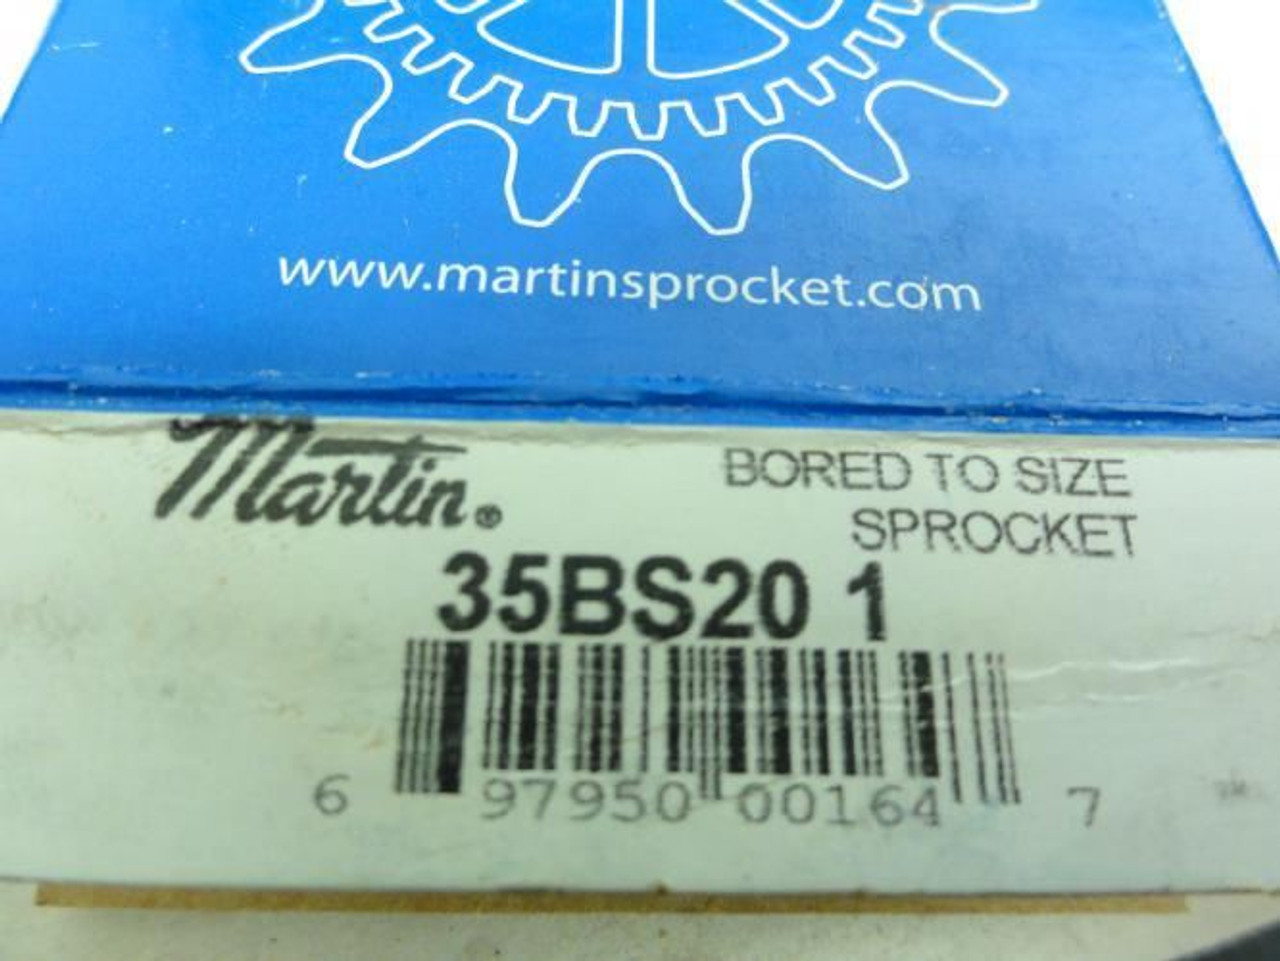 www.martinsprocket.com
Martin®
BORED TO SIZE
SPROCKET
35BS20 1
6 97950 00164 7